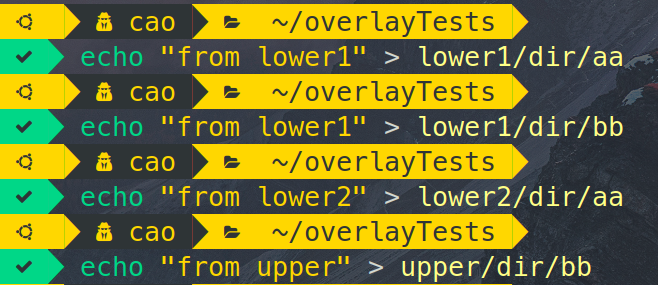 cao ~/overlayTests
echo "from lower1" > lower1/dir/aa
cao ~/overlayTests
echo "from lower1" > lower1/dir/bb
cao ~/overlayTests
echo "from lower2" > lower2/dir/aa
cao ~/overlayTests
echo "from upper" > upper/dir/bb